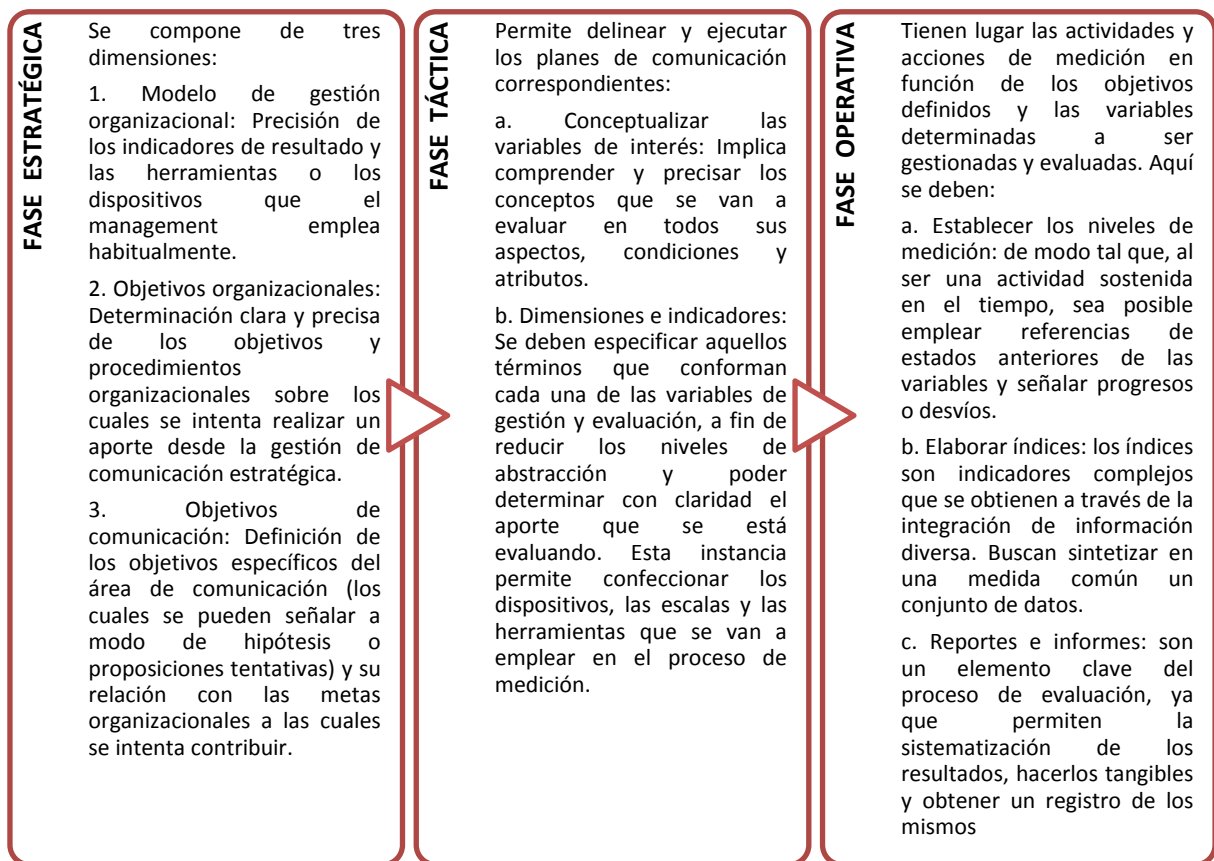 FASE ESTRATÉGICA
Se compone de tres
dimensiones:
1. Modelo de gestión
organizacional: Precisión de
los indicadores de resultado y
las herramientas o los
dispositivos que el
management emplea
habitualmente.
2. Objetivos organizacionales:
Determinación clara y precisa
de los objetivos y
procedimientos
organizacionales sobre los
cuales se intenta realizar un
aporte desde la gestión de
comunicación estratégica.
3. Objetivos de
comunicación: Definición de
los objetivos específicos del
área de comunicación (los
cuales se pueden señalar a
modo de hipótesis o
proposiciones tentativas) y su
relación con las metas
organizacionales a las cuales
se intenta contribuir.
FASE TÁCTICA
Permite delinear y ejecutar
los planes de comunicación
correspondientes:
a. Conceptualizar las
variables de interés: Implica
comprender y precisar los
conceptos que se van a
evaluar en todos sus
aspectos, condiciones y
atributos.
b. Dimensiones e indicadores:
Se deben especificar aquellos
términos que conforman
cada una de las variables de
gestión y evaluación, a fin de
reducir los niveles de
abstracción y poder
determinar con claridad el
aporte que se está
evaluando. Esta instancia
permite confeccionar los
dispositivos, las escalas y las
herramientas que se van a
emplear en el proceso de
medición.
FASE OPERATIVA
Tienen lugar las actividades y
acciones de medición en
función de los objetivos
definidos y las variables
determinadas a ser
gestionadas y evaluadas. Aquí
se deben:
a. Establecer los niveles de
medición: de modo tal que, al
ser una actividad sostenida
en el tiempo, sea posible
emplear referencias de
estados anteriores de las
variables y señalar progresos
o desvíos.
b. Elaborar índices: los índices
son indicadores complejos
que se obtienen a través de la
integración de información
diversa. Buscan sintetizar en
una medida común un
conjunto de datos.
c. Reportes e informes: son
un elemento clave del
proceso de evaluación, ya
que permiten la
sistematización de los
resultados, hacerlos tangibles
y obtener un registro de los
mismos